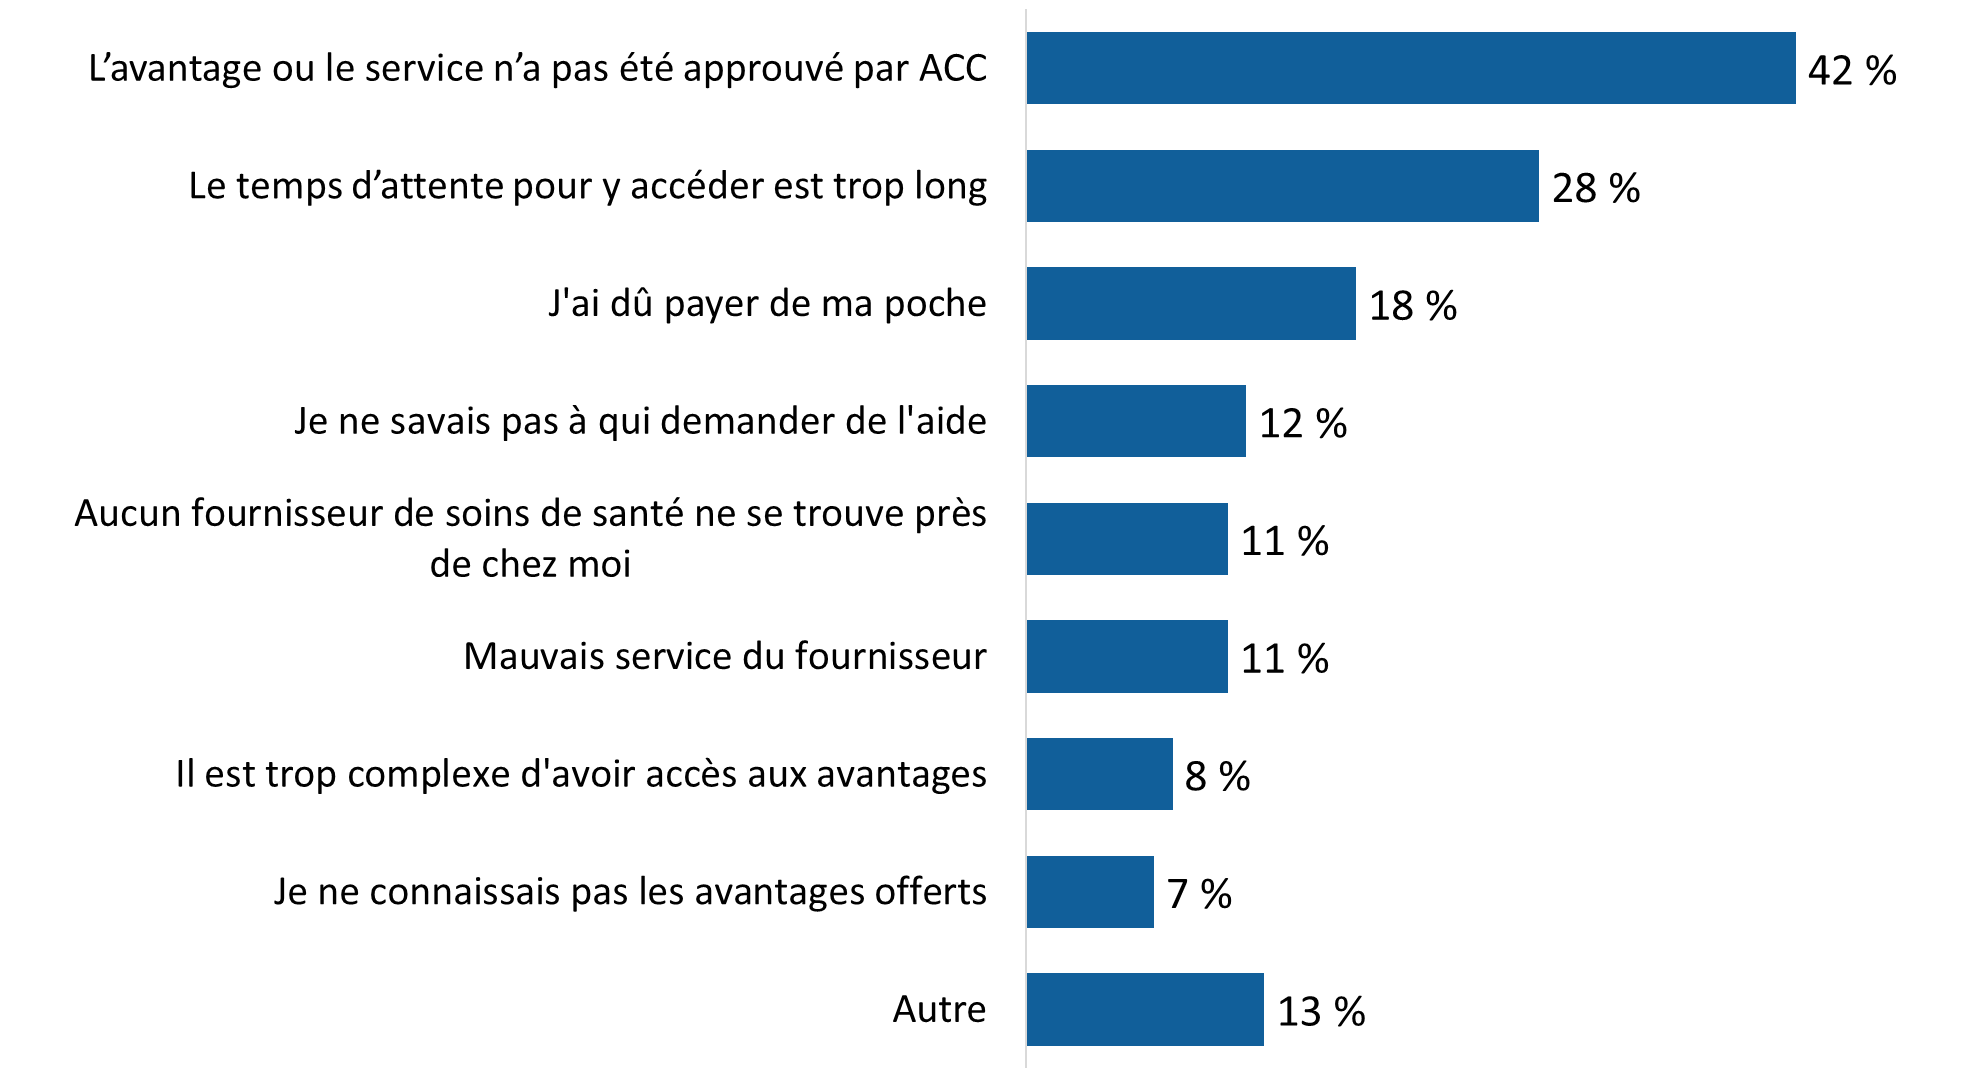 L’avantage ou le service n’a pas été approuvé par ACC
42 %
Le temps d’attente pour y accéder est trop long
28 %
J'ai dû payer de ma poche
18 %
Je ne savais pas à qui demander de l'aide
12 %
Aucun fournisseur de soins de santé ne se trouve près
de chez moi
11 %
Mauvais service du fournisseur
11 %
Il est trop complexe d'avoir accès aux avantages
8 %
Je ne connaissais pas les avantages offerts
7 %
Autre
13 %